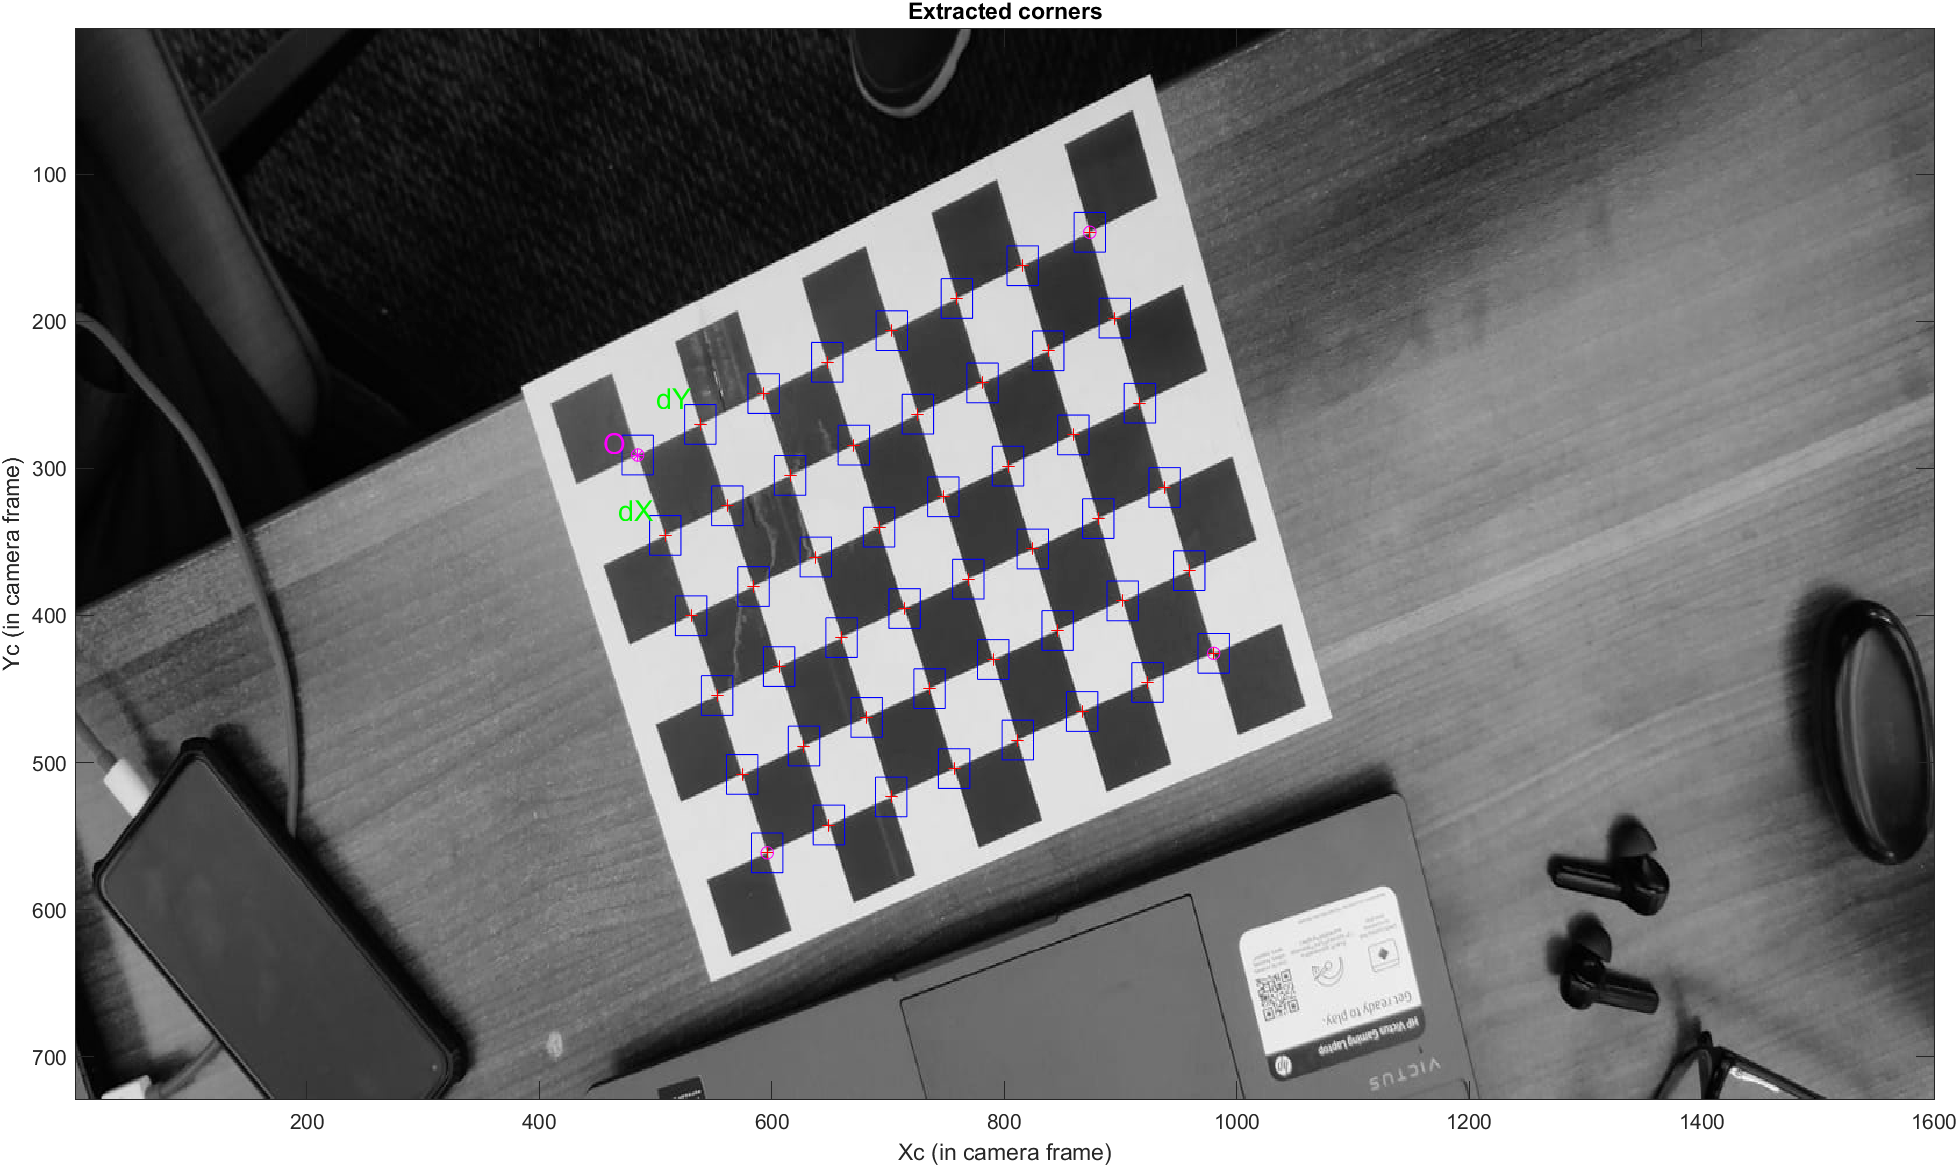 Extracted corners
Yc (in camera frame)
100
200
300
400
500
600
700
O
dY
dX
Get ready to play.
HP Victus Gaming Laptop
hp
VICTUS
200
400
600
800
1000
1200
1400
1600
Xc (in camera frame)